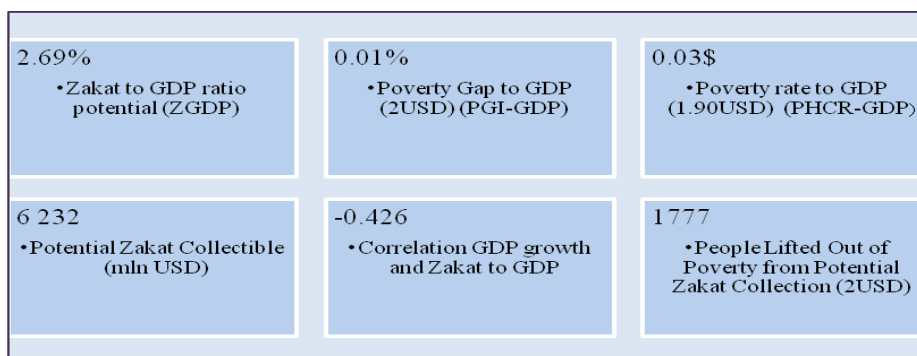 2.69%
•Zakat to GDP ratio
potential (ZGDP)
0.01%
•Poverty Gap to GDP
(2USD) (PGI-GDP)
0.03$
•Poverty rate to GDP
(1.90USD) (PHCR-GDP)
6 232
•Potential Zakat Collectible
(mln USD)
-0.426
•Correlation GDP growth
and Zakat to GDP
1777
•People Lifted Out of
Poverty from Potential
Zakat Collection (2USD)